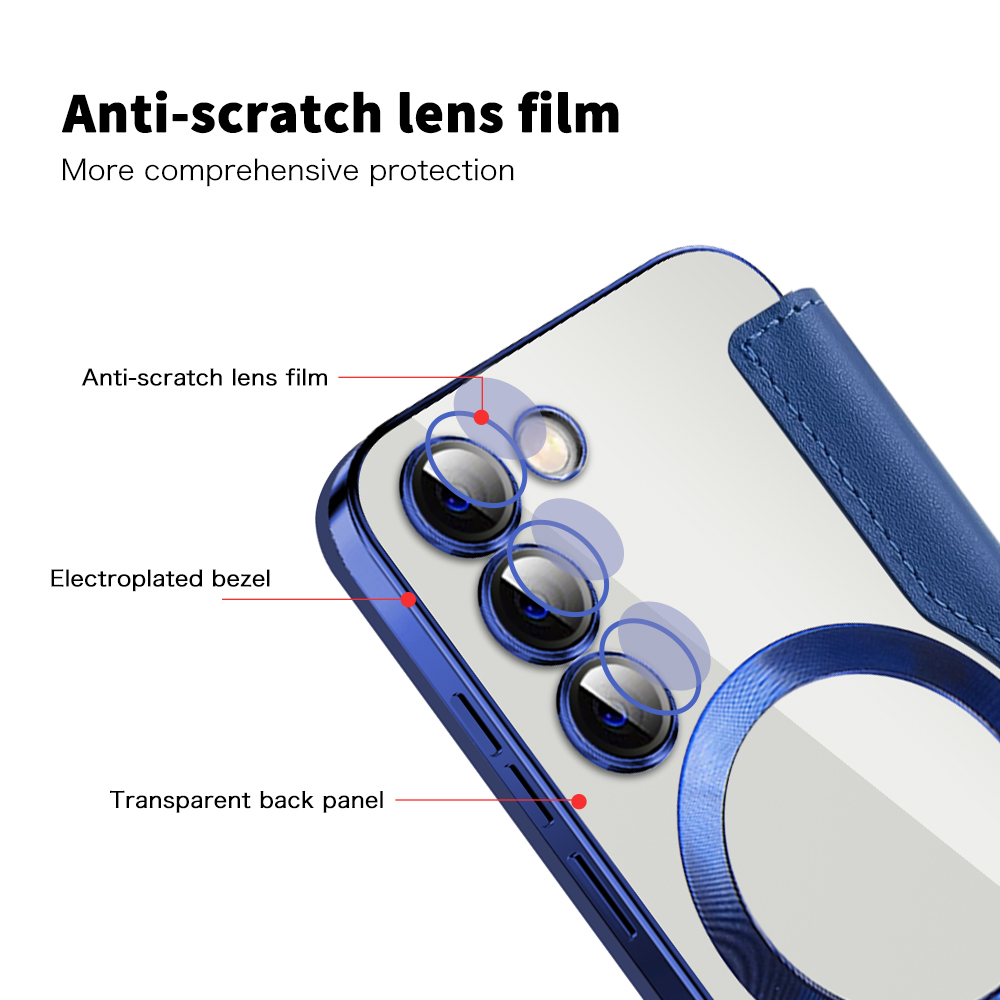 Anti-scratch lens film
More comprehensive protection
Anti-scratch lens film
Electroplated bezel
Transparent back panel